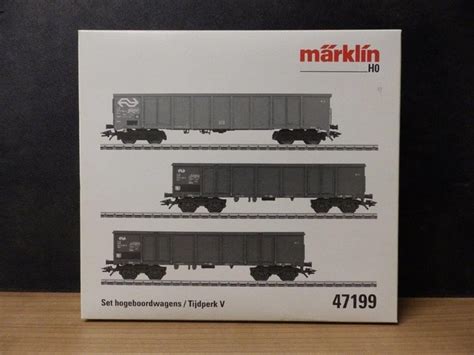 märklin
H0
Set hogeboordwagens / Tijdperk V
47199